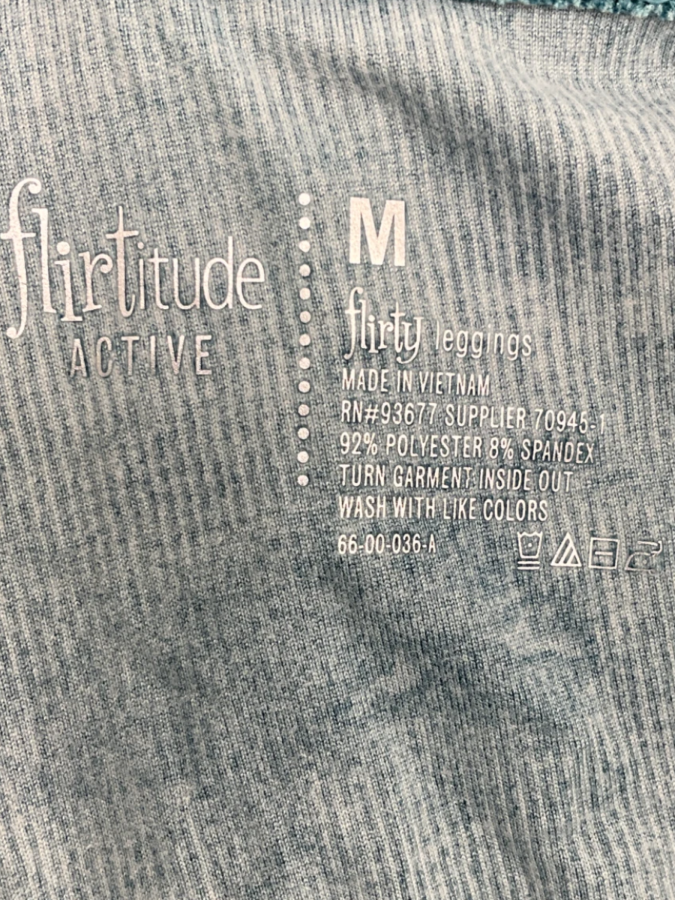 flirtitude
ACTIVE
M
flirty leggings
MADE IN VIETNAM
RN#93677 SUPPLIER 70945-1
92% POLYESTER 8% SPANDEX
TURN GARMENT INSIDE OUT
WASH WITH LIKE COLORS
66-00-036-A